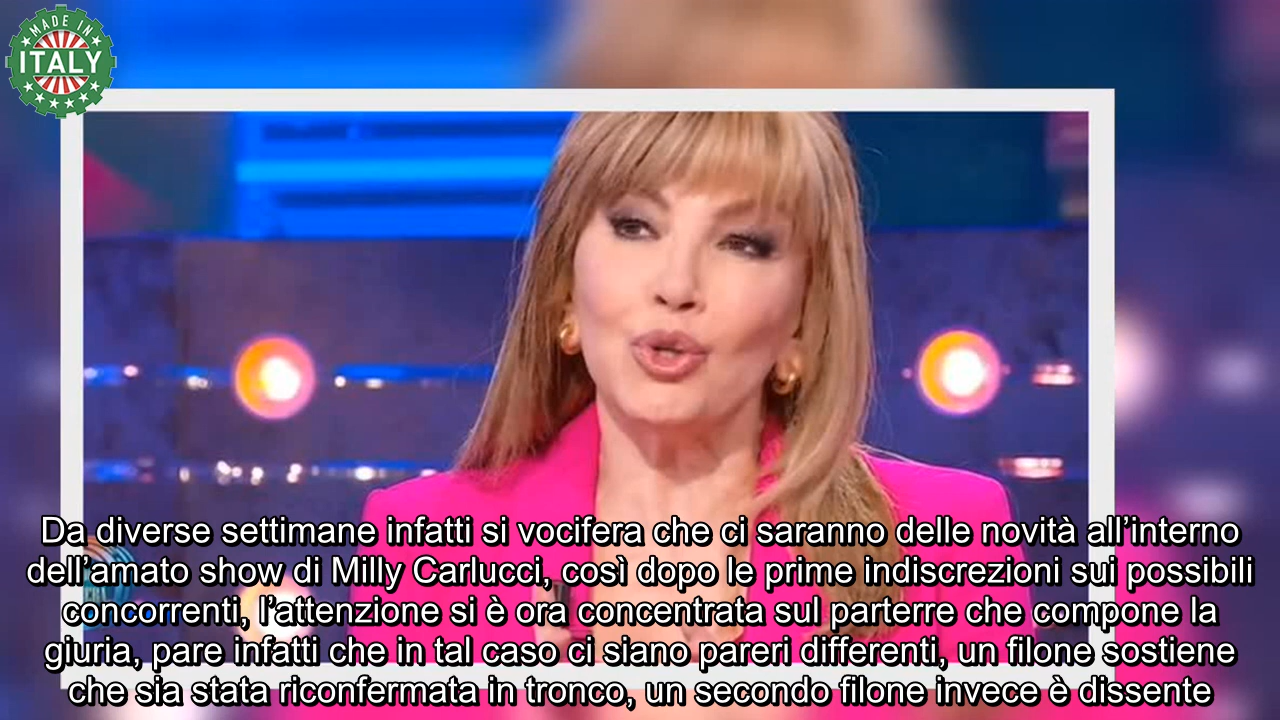 MADE IN
ITALY
Da diverse settimane infatti si vocifera che ci saranno delle novità all’interno
dell’amato show di Milly Carlucci, così dopo le prime indiscrezioni sui possibili
concorrenti, l’attenzione si è ora concentrata sul parterre che compone la
giuria, pare infatti che in tal caso ci siano pareri differenti, un filone sostiene
che sia stata riconfermata in tronco, un secondo filone invece è dissente